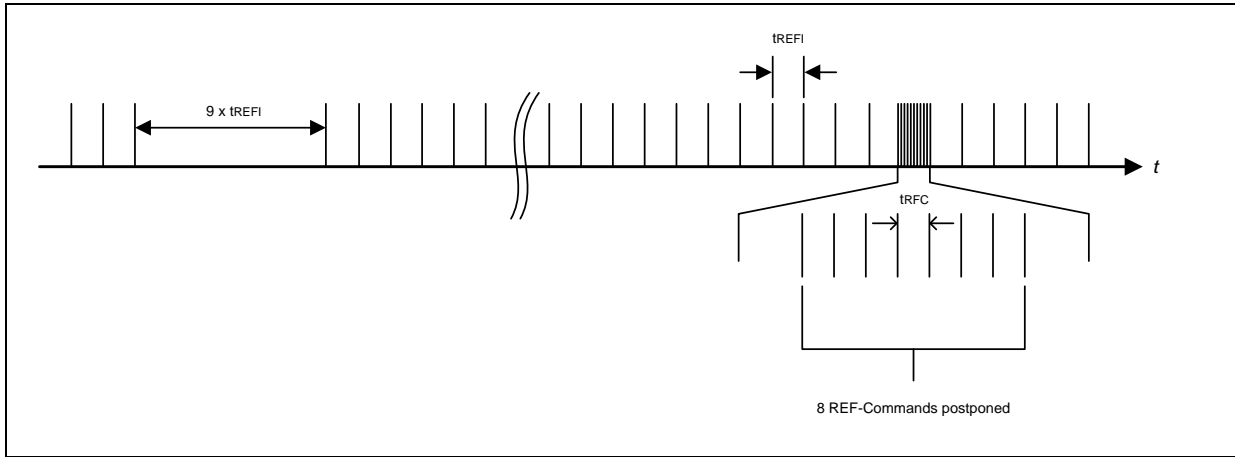 tREFI
9 x tREFI
t
tRFC
8 REF-Commands postponed